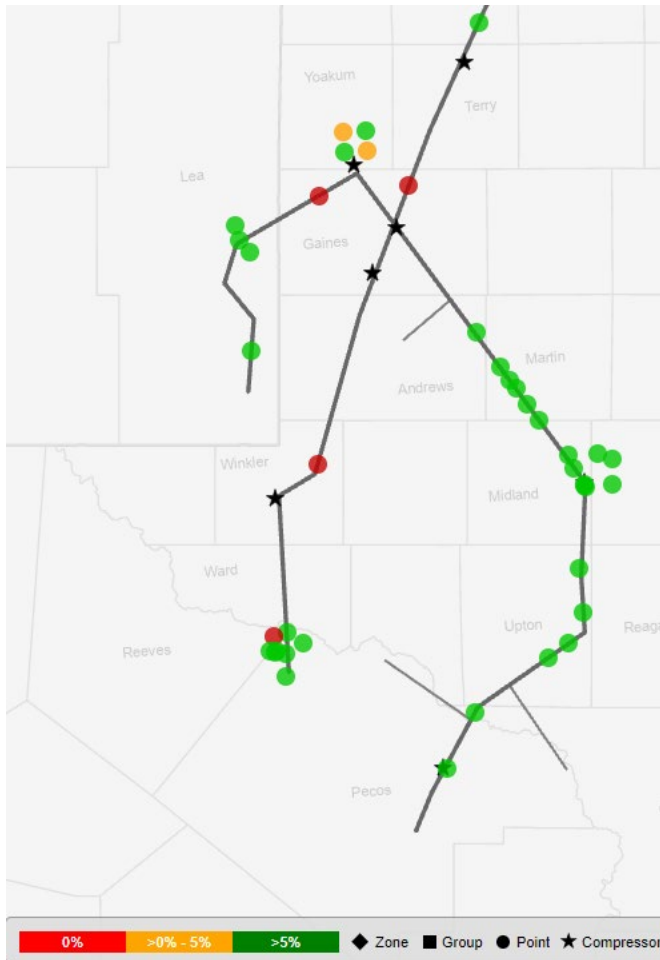 Yoakum
Terry
Lea
Gaines
Martin
Andrews
Winkler
Midland
Ward
Upton
Reaga
Reeves
Pecos
0% >0% - 5% >5% Zone Group Point Compressor